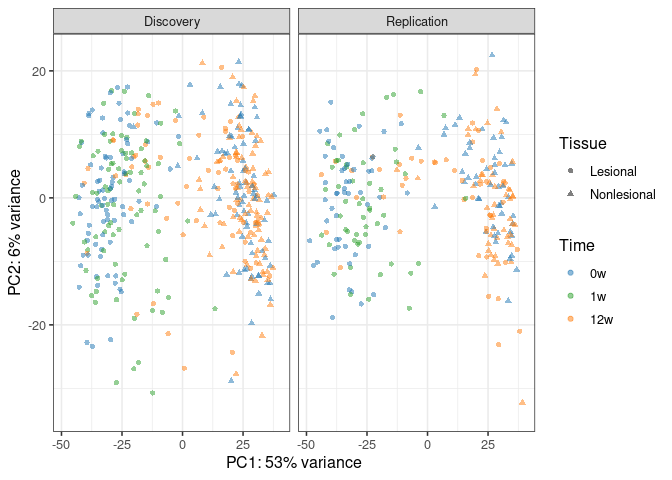 Discovery
Replication
20
0
-20
PC2: 6% variance
-50
-25
0
25
-50
-25
0
25
PC1: 53% variance
Tissue
Lesional
Nonlesional
Time
0w
1w
12w